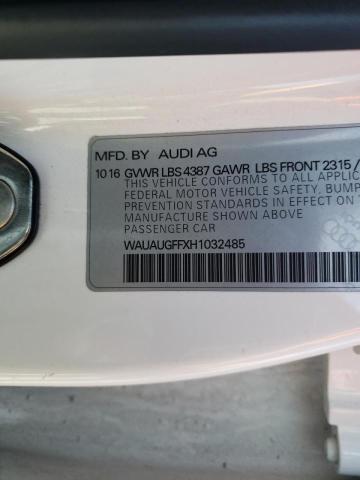 MFD. BY AUDI AG
10 16 GVWR LBS 4387 GAWR LBS FRONT 2315 /
THIS VEHICLE CONFORMS TO ALL APPLIC
FEDERAL MOTOR VEHICLE SAFETY, BUMP
PREVENTION STANDARDS IN EFFECT ON T
MANUFACTURE SHOWN ABOVE
PASSENGER CAR
WAUAUGFFXH1032485